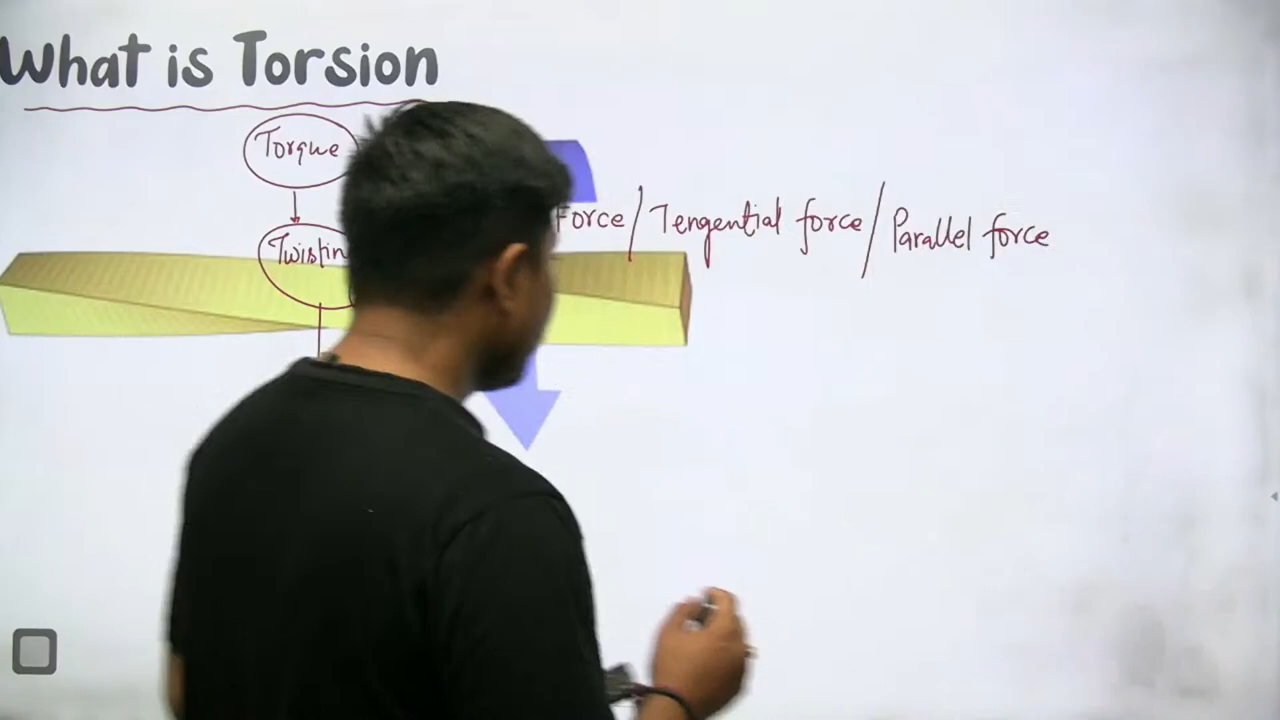 What is Torsion
Torque
Force/Tengential force/Parallel force
Twistin